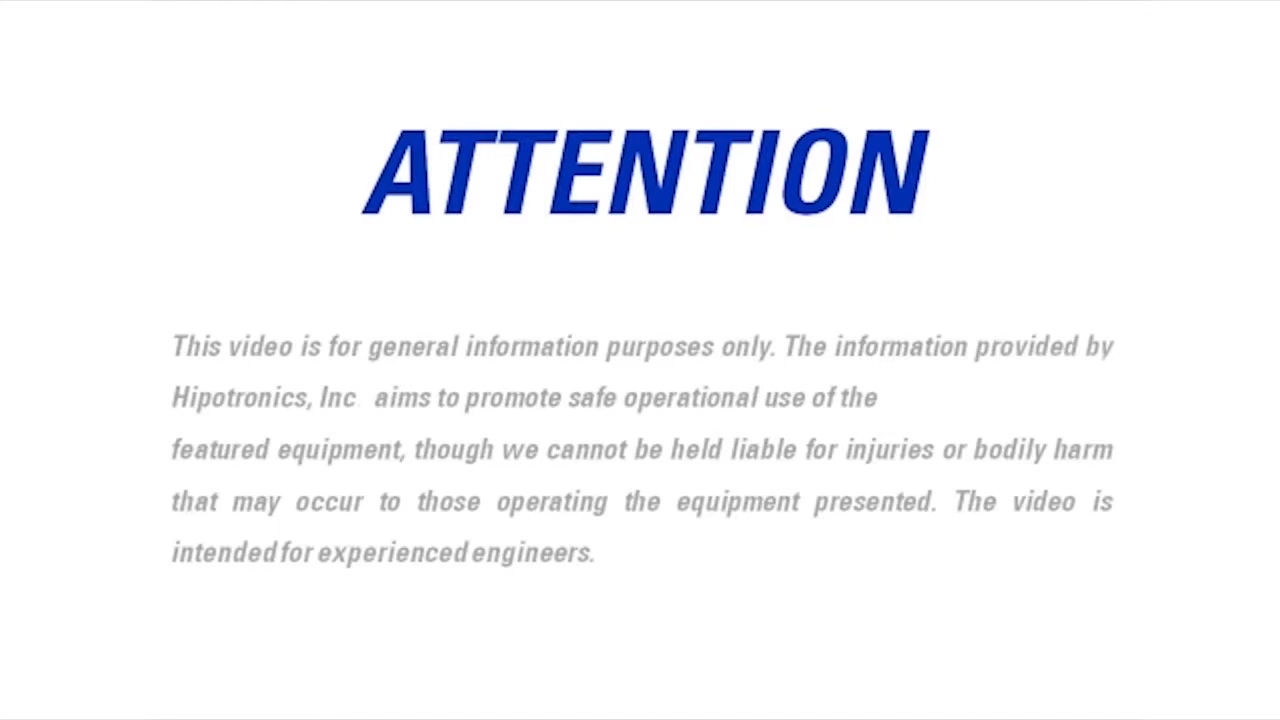 ATTENTION
This video is for general information purposes only. The information provided by
Hipotronics, Inc. aims to promote safe operational use of the
featured equipment, though we cannot be held liable for injuries or bodily harm
that may occur to those operating the equipment presented. The video is
intended for experienced engineers.